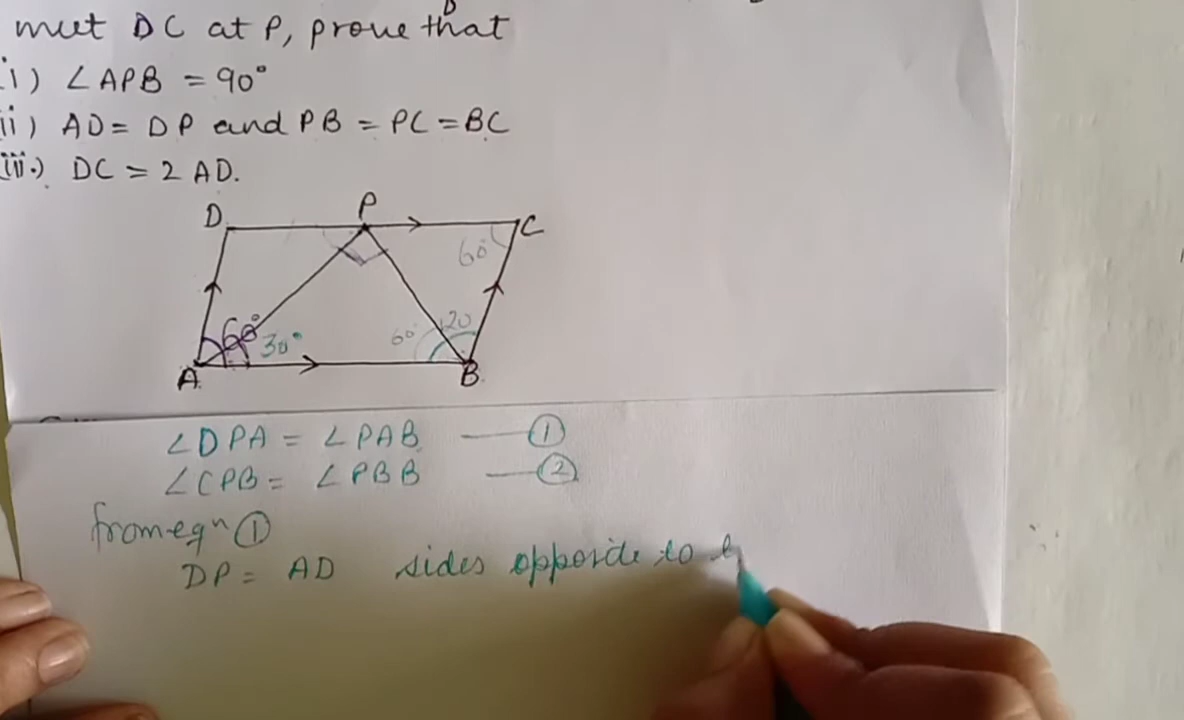 meet DC at P, prove that
i) ∠APB = 90°
ii) AD = DP and PB = PC = BC
(iii.) DC = 2 AD.
D P C
60°
60° 30° 60° 120
A B
∠DPA = ∠PAB —— ①
∠CPB = ∠PBB —— ②
from eqⁿ ①
DP = AD sides opposite to